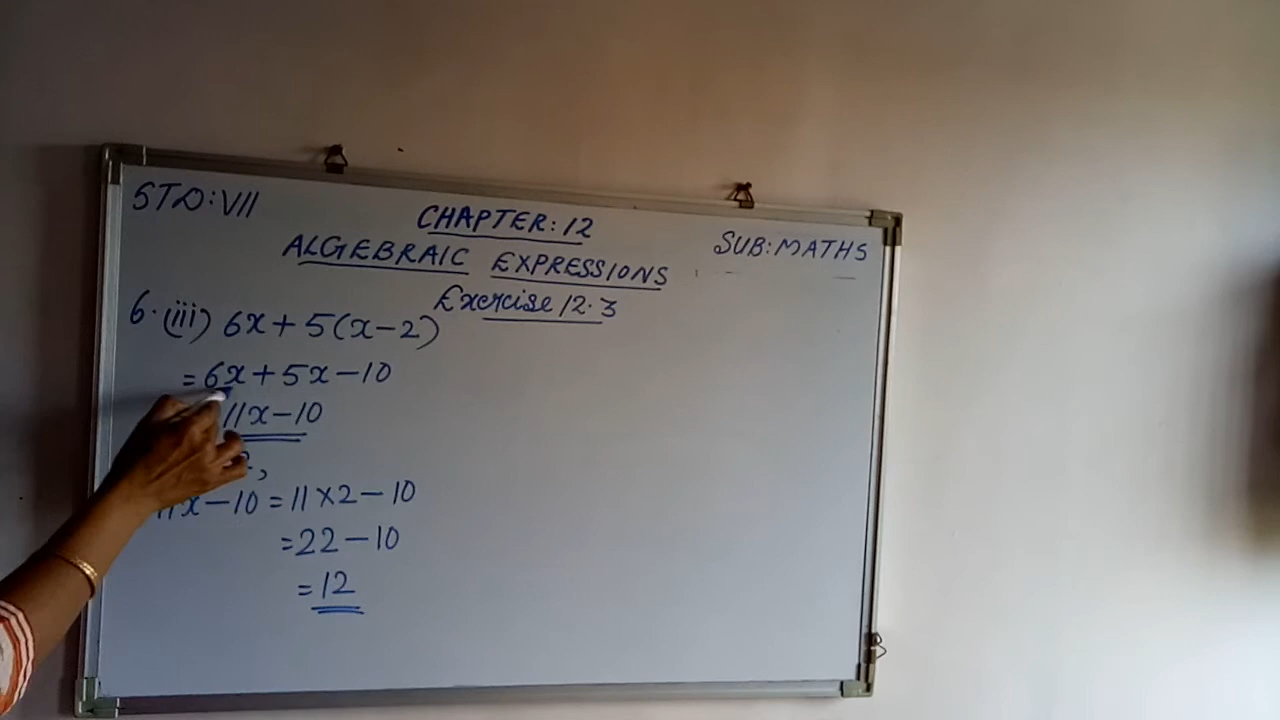 STD: VII
CHAPTER: 12
SUB: MATHS
ALGEBRAIC EXPRESSIONS
Exercise 12.3
6. (iii) 6x + 5(x - 2)
= 6x + 5x - 10
11x - 10
,
11x - 10 = 11 × 2 - 10
= 22 - 10
= 12